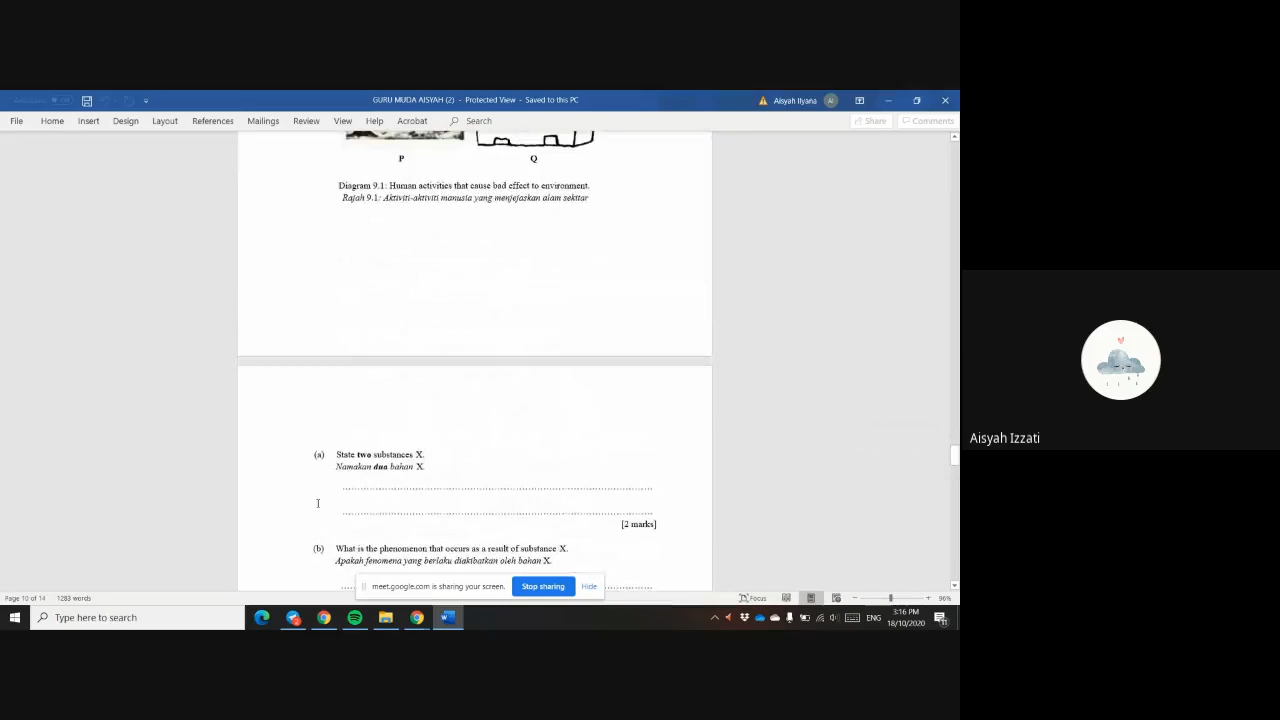 GURU MUDA AISYAH (2) - Protected View - Saved to this PC
Aisyah Ilyana
AI
File Home Insert Design Layout References Mailings Review View Help Acrobat Search
Share Comments
P Q
Diagram 9.1: Human activities that cause bad effect to environment.
Rajah 9.1: Aktiviti-aktiviti manusia yang menjejaskan alam sekitar
Aisyah Izzati
(a) State two substances X.
Namakan dua bahan X.
[2 marks]
(b) What is the phenomenon that occurs as a result of substance X.
Apakah fenomena yang berlaku diakibatkan oleh bahan X.
meet.google.com is sharing your screen. Stop sharing Hide
Page 10 of 14 1283 words
Focus
96%
Type here to search
ENG
3:16 PM
18/10/2020